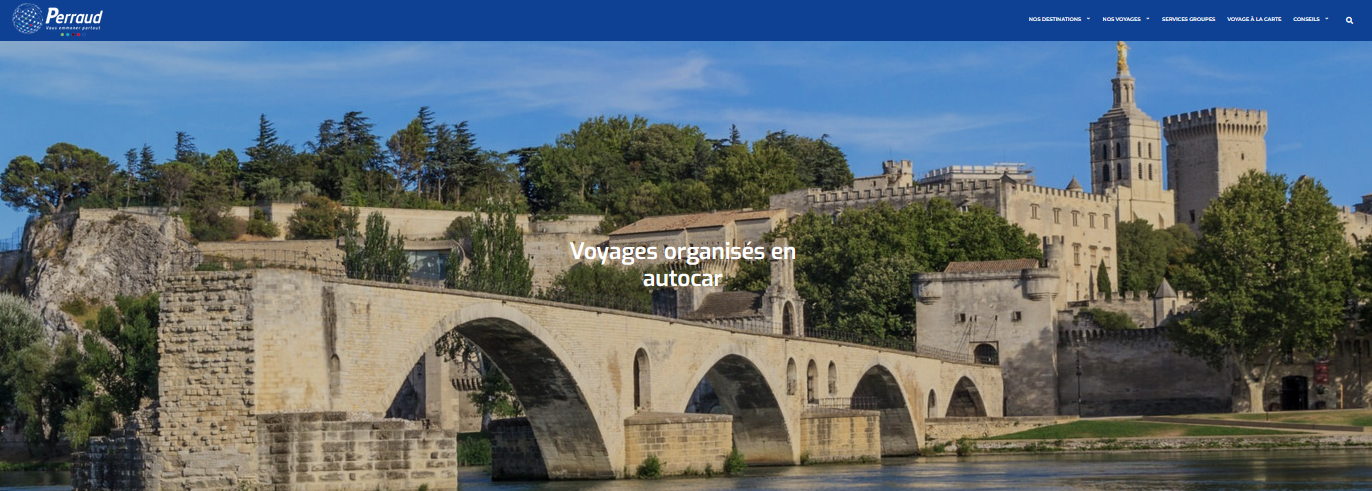 Perraud
Vous emmener partout
NOS DESTINATIONS
NOS VOYAGES
SERVICES GROUPES
VOYAGE À LA CARTE
CONSEILS
Voyages organisés en
autocar